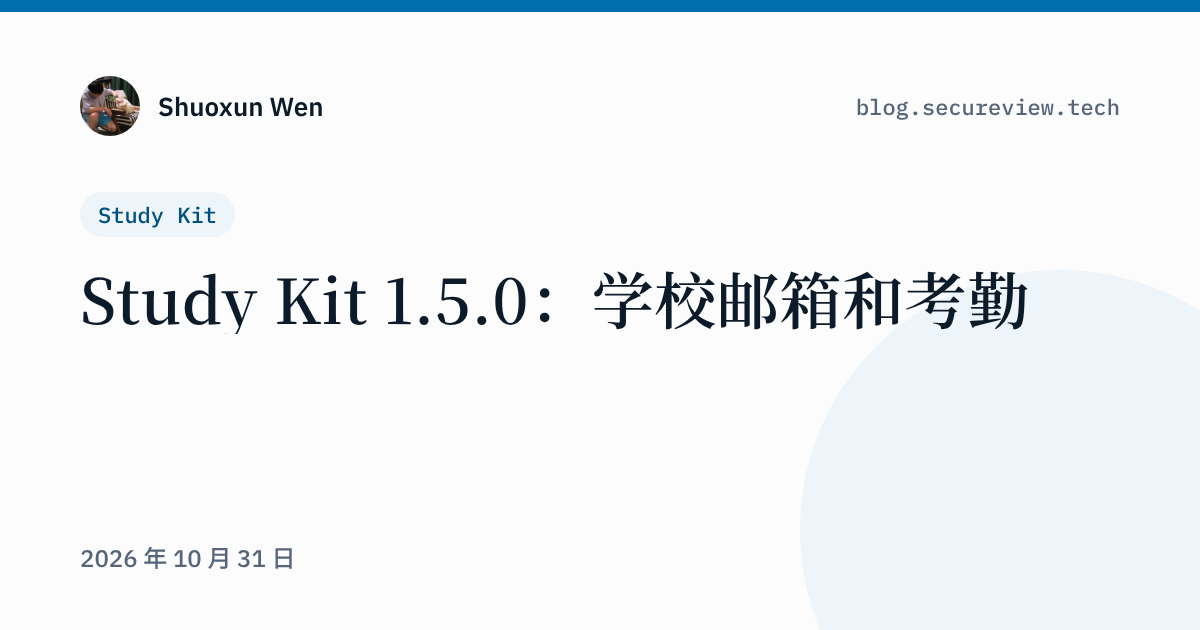 Shuoxun Wen
blog.secureview.tech
Study Kit
Study Kit 1.5.0：学校邮箱和考勤
2026 年 10 月 31 日